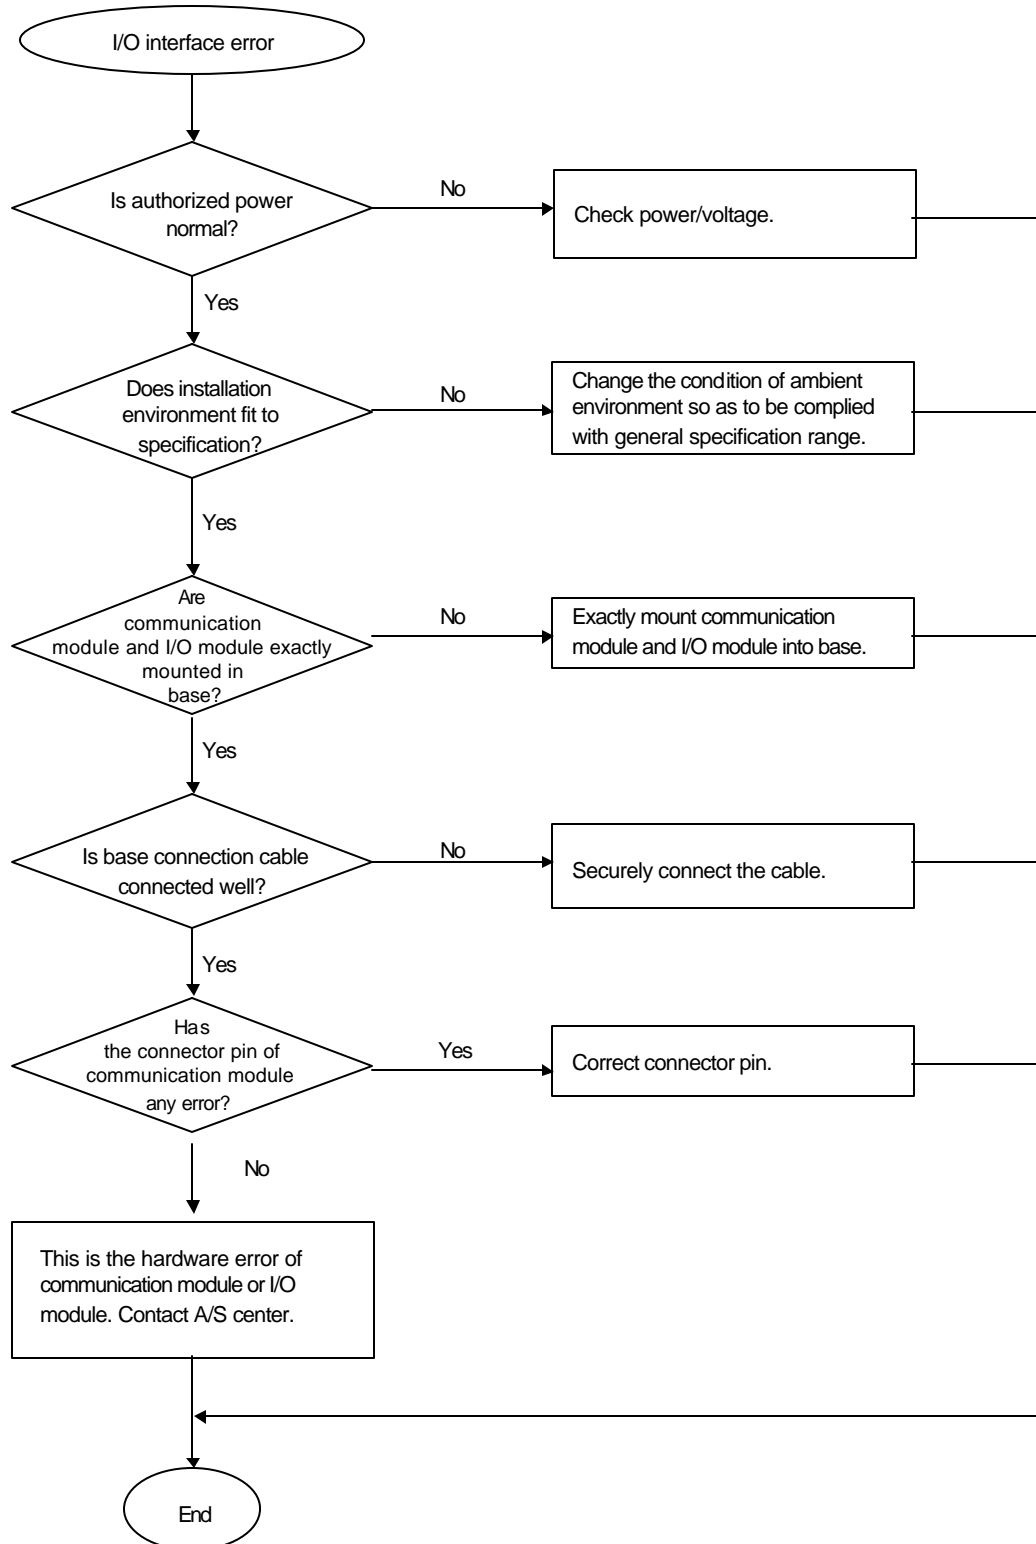 I/O interface error
Is authorized power
normal?
No
Check power/voltage.
Yes
Does installation
environment fit to
specification?
No
Change the condition of ambient
environment so as to be complied
with general specification range.
Yes
Are
communication
module and I/O module exactly
mounted in
base?
No
Exactly mount communication
module and I/O module into base.
Yes
Is base connection cable
connected well?
No
Securely connect the cable.
Yes
Has
the connector pin of
communication module
any error?
Yes
Correct connector pin.
No
This is the hardware error of
communication module or I/O
module. Contact A/S center.
End